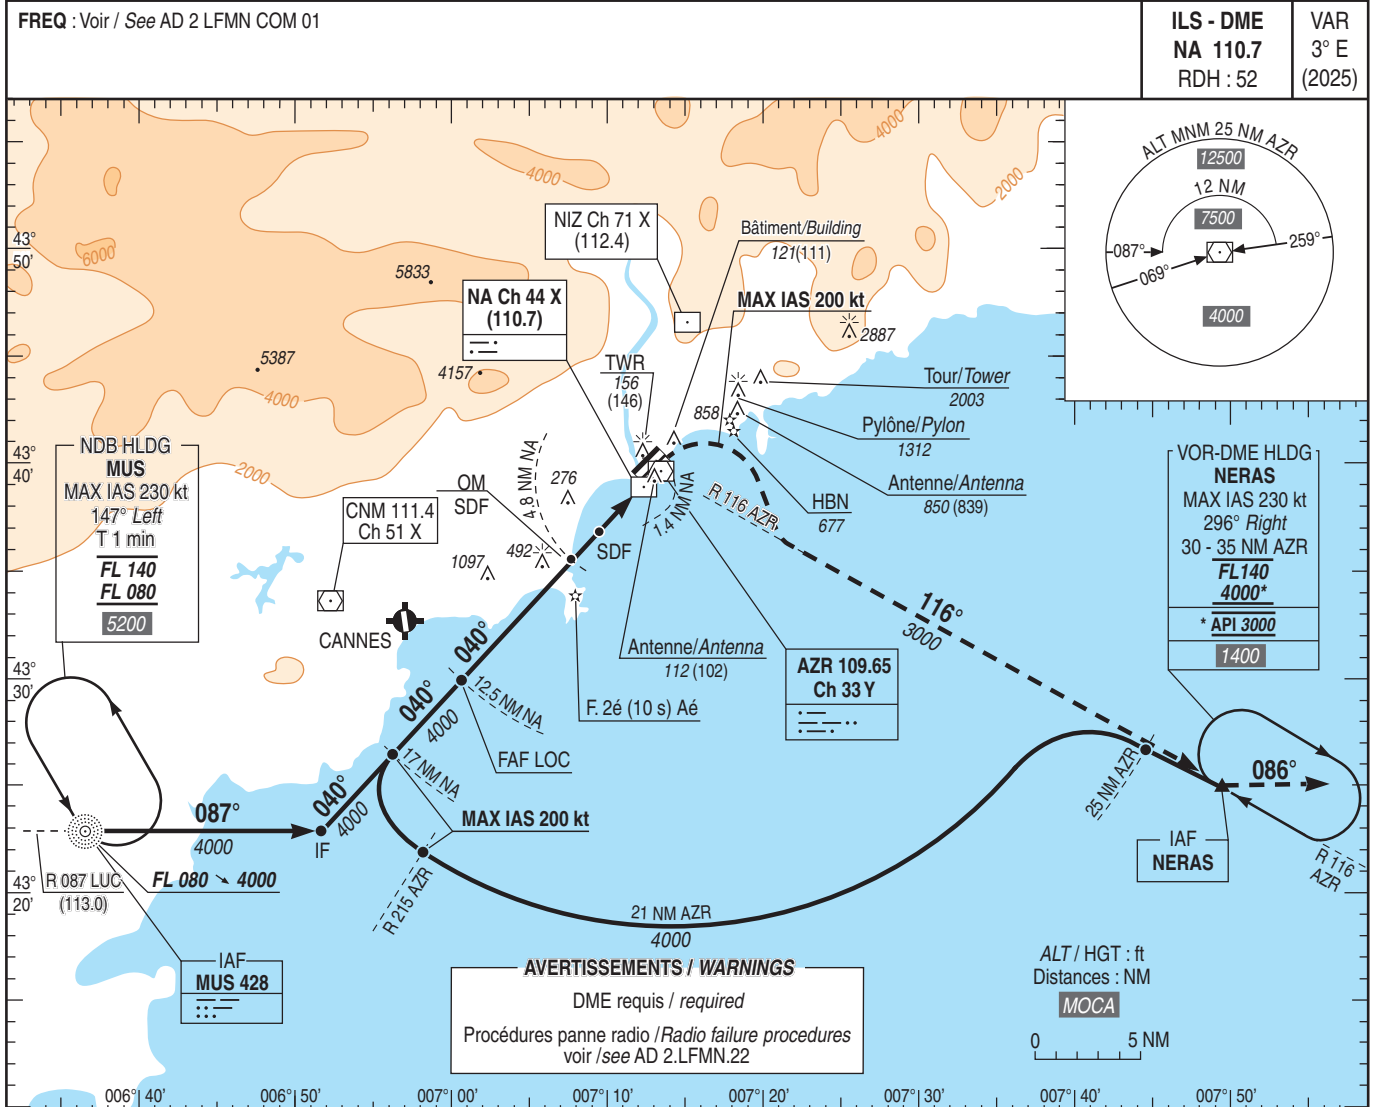 FREQ : Voir / See AD 2 LFMN COM 01
ILS - DME
NA 110.7
RDH : 52
VAR
3° E
(2025)
ALT MNM 25 NM AZR
12500
12 NM
7500
087°
259°
069°
4000
4000
2000
4000
6000
5833
5387
4000
4157
2000
NIZ Ch 71 X
(112.4)
Bâtiment/Building
121(111)
NA Ch 44 X
(110.7)
MAX IAS 200 kt
2887
TWR
156
(146)
858
Tour/Tower
2003
Pylône/Pylon
1312
Antenne/Antenna
850 (839)
HBN
677
NDB HLDG
MUS
MAX IAS 230 kt
147° Left
T 1 min
FL 140
FL 080
5200
CNM 111.4
Ch 51 X
OM
SDF
4.8 NM NA
276
492
1097
SDF
1.4 NM NA
R 116 AZR
CANNES
VOR-DME HLDG
NERAS
MAX IAS 230 kt
296° Right
30 - 35 NM AZR
FL140
4000*
* API 3000
1400
116°
3000
Antenne/Antenna
112 (102)
AZR 109.65
Ch 33 Y
F. 2é (10 s) Aé
040°
12.5 NM NA
040°
4000
FAF LOC
17 NM NA
040°
4000
MAX IAS 200 kt
087°
4000
IF
R 087 LUC
(113.0)
FL 080 ➘ 4000
R 215 AZR
25 NM AZR
086°
IAF
NERAS
R 116
AZR
21 NM AZR
4000
IAF
MUS 428
AVERTISSEMENTS / WARNINGS
DME requis / required
Procédures panne radio /Radio failure procedures
voir /see AD 2.LFMN.22
ALT / HGT : ft
Distances : NM
MOCA
0 5 NM
43°
50'
43°
40'
43°
30'
43°
20'
006° 40' 006° 50' 007° 00' 007° 10' 007° 20' 007° 30' 007° 40' 007° 50'